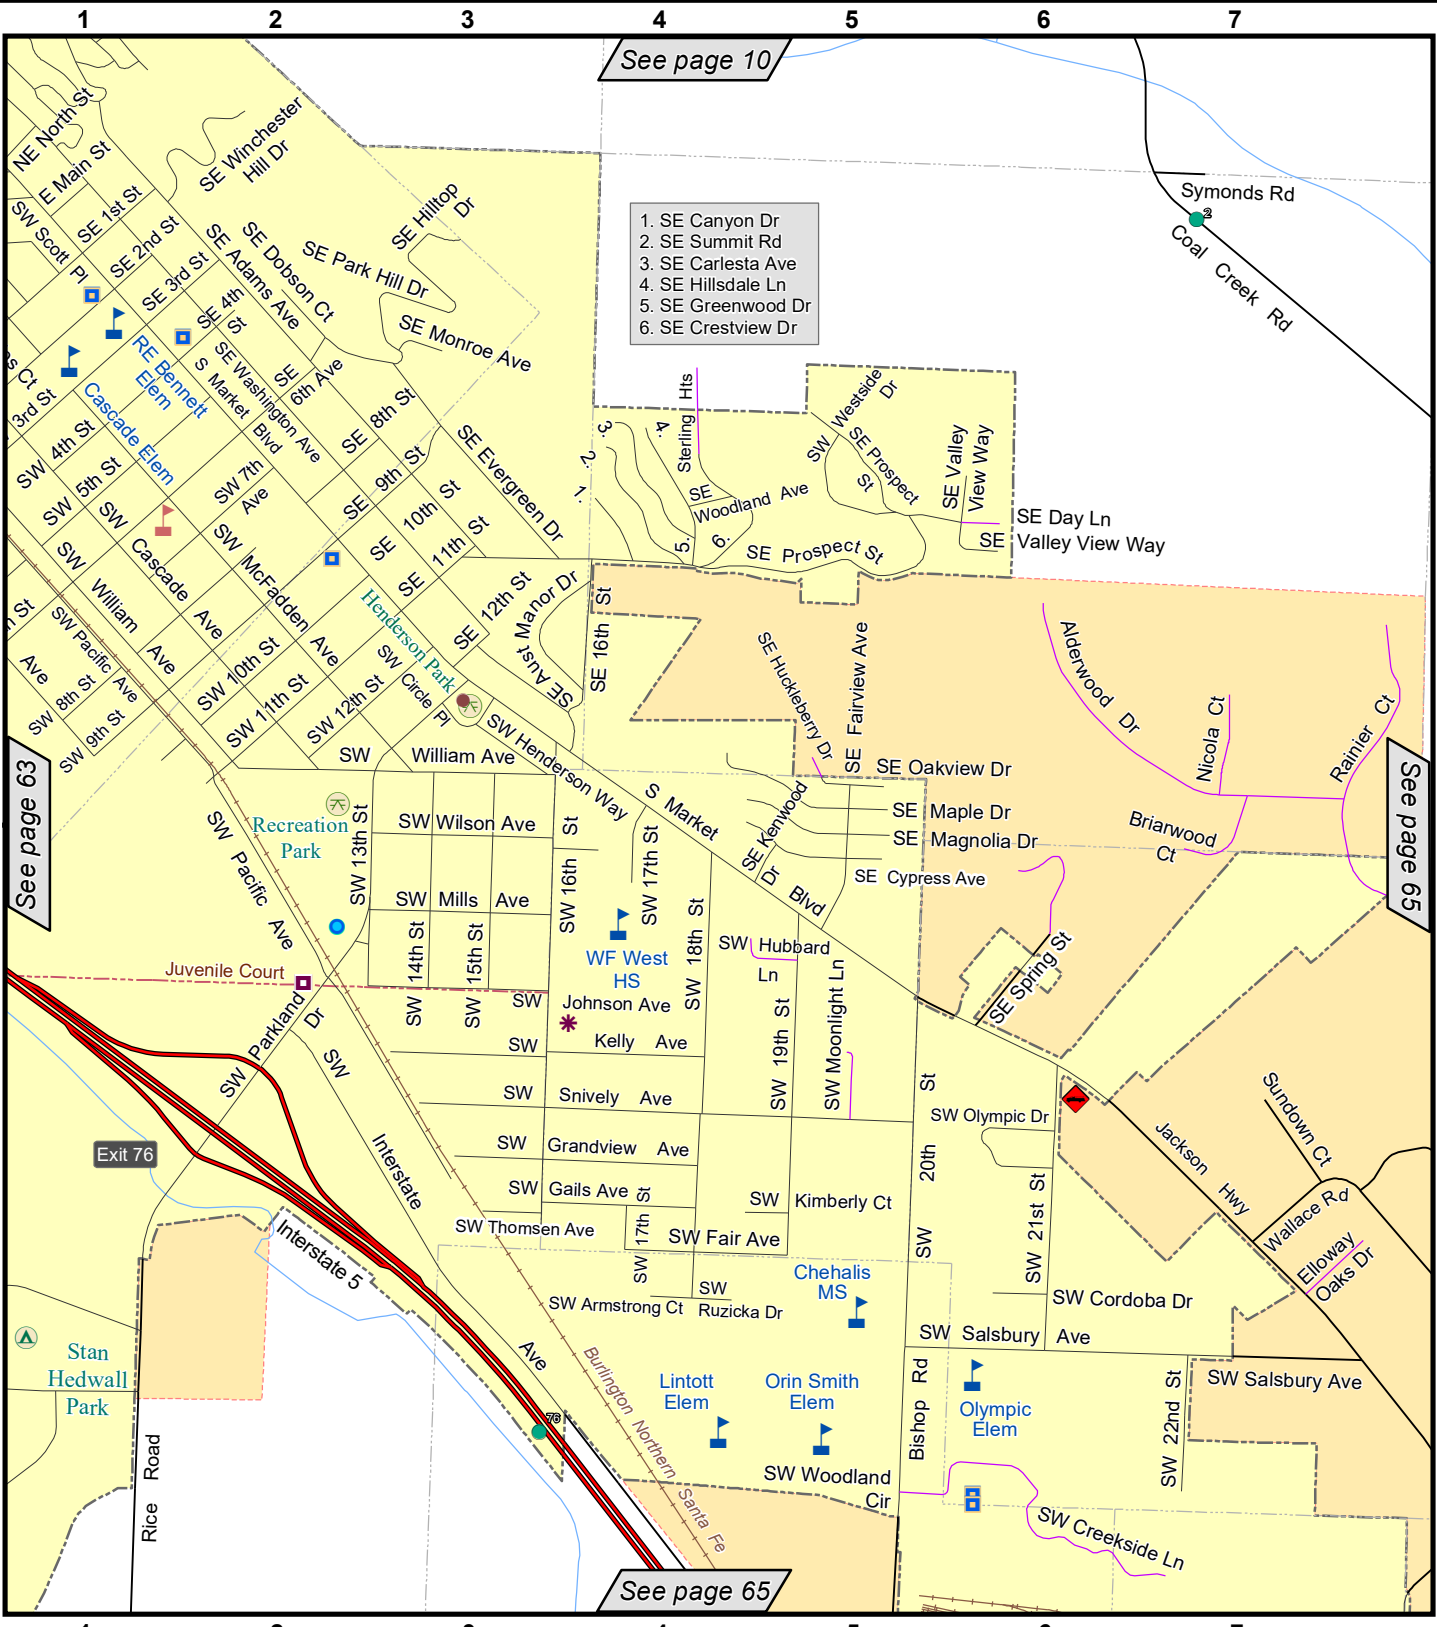 1 2 3 4 5 6 7
See page 10
NE North St
E Main St
SE Winchester
Hill Dr
SE 1st St
SW Scott Pl
SE 2nd St
SE 3rd St
SE 4th
St
SE Adams Ave
SE Dobson Ct
SE Hilltop
Dr
SE Park Hill Dr
SE Monroe Ave
1. SE Canyon Dr
2. SE Summit Rd
3. SE Carlesta Ave
4. SE Hillsdale Ln
5. SE Greenwood Dr
6. SE Crestview Dr
Symonds Rd
2
Coal Creek Rd
RE Bennett
Elem
Cascade Elem
SE Washington Ave
S Market Blvd
SE
6th Ave
SE 8th St
3rd St
SW 4th St
SW 5th St
SW 7th
Ave
SE 9th St
SE 10th St
SE 11th St
SE 12th St
SE Evergreen Dr
SW Cascade Ave
SW McFadden Ave
SW William Ave
SW Pacific Ave
Ave
SW 8th St
SW 9th St
SW 10th St
SW 11th St
SW 12th St
SW Circle Pl
Henderson Park
SE Aust Manor Dr
SE 16th St
3.
2.
1.
4.
5.
6.
Sterling Hts
SE
Woodland Ave
SW Westside
Dr
SE Prospect
St
SE Valley
View Way
SE Day Ln
SE Valley View Way
SE Prospect St
SE Huckleberry Dr
SE Fairview Ave
Alderwood Dr
Nicola Ct
Rainier Ct
Briarwood
Ct
SE Oakview Dr
SE Maple Dr
SE Magnolia Dr
SE Cypress Ave
SE Kenwood
Dr
SW William Ave
SW Henderson Way
S Market Blvd
See page 63
See page 65
Recreation
Park
SW Pacific Ave
SW 13th St
SW Wilson Ave
SW Mills Ave
SW 14th St
SW 15th St
SW 16th St
SW 17th St
SW 18th St
WF West
HS
SW Hubbard
Ln
SW 19th St
SW Moonlight Ln
SE Spring St
Juvenile Court
SW Johnson Ave
SW Kelly Ave
SW Snively Ave
SW Parkland
Dr
SW Interstate Ave
Exit 76
SW Grandview Ave
SW Gails Ave
SW Thomsen Ave
SW 17th St
SW Fair Ave
SW Kimberly Ct
SW 20th St
SW Olympic Dr
SW 21st St
Jackson Hwy
Sundown Ct
Wallace Rd
Elloway
Oaks Dr
Interstate 5
Chehalis
MS
SW Armstrong Ct
SW
Ruzicka Dr
SW Cordoba Dr
SW Salsbury Ave
SW Salsbury Ave
Stan
Hedwall
Park
Rice Road
76
Burlington Northern Santa Fe
Lintott
Elem
Orin Smith
Elem
Bishop Rd
Olympic
Elem
SW 22nd St
SW Woodland
Cir
SW Creekside Ln
See page 65